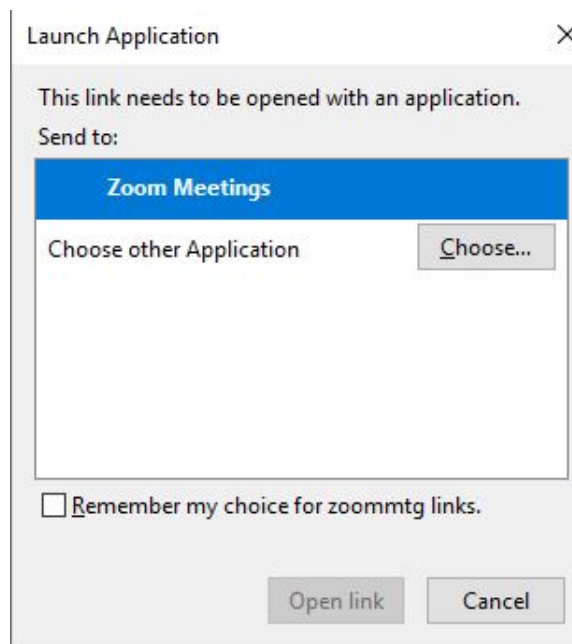 Launch Application
This link needs to be opened with an application.
Send to:
Zoom Meetings
Choose other Application
Choose...
Remember my choice for zoommtg links.
Open link
Cancel